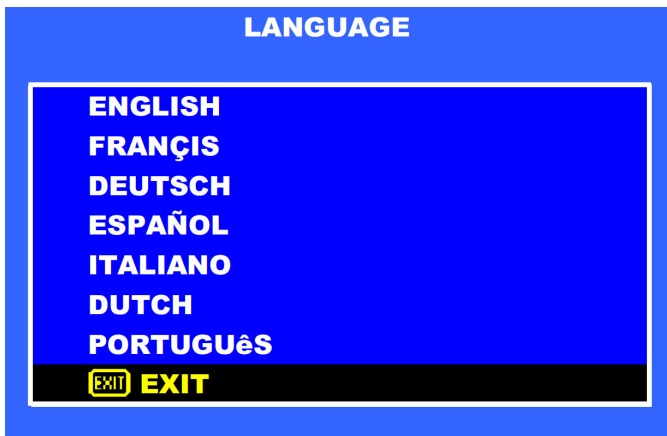 LANGUAGE
ENGLISH
FRANÇIS
DEUTSCH
ESPAÑOL
ITALIANO
DUTCH
PORTUGUêS
EXIT EXIT